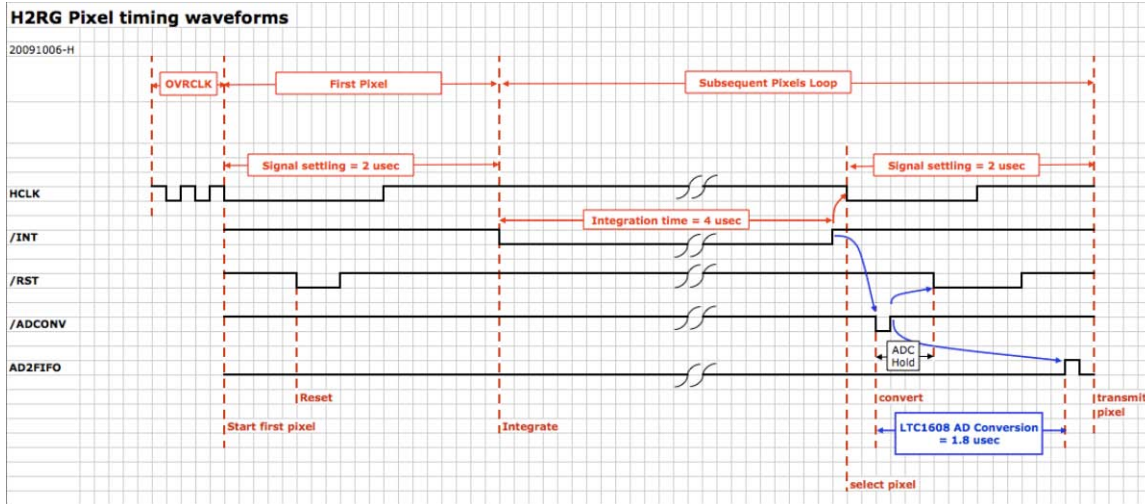 H2RG Pixel timing waveforms
20091006-H
OVRCLK
First Pixel
Subsequent Pixels Loop
Signal settling = 2 usec
Signal settling = 2 usec
HCLK
Integration time = 4 usec
/INT
/RST
/ADCONV
ADC
Hold
AD2FIFO
Reset
convert
transmit
pixel
Start first pixel
Integrate
LTC1608 AD Conversion
= 1.8 usec
select pixel